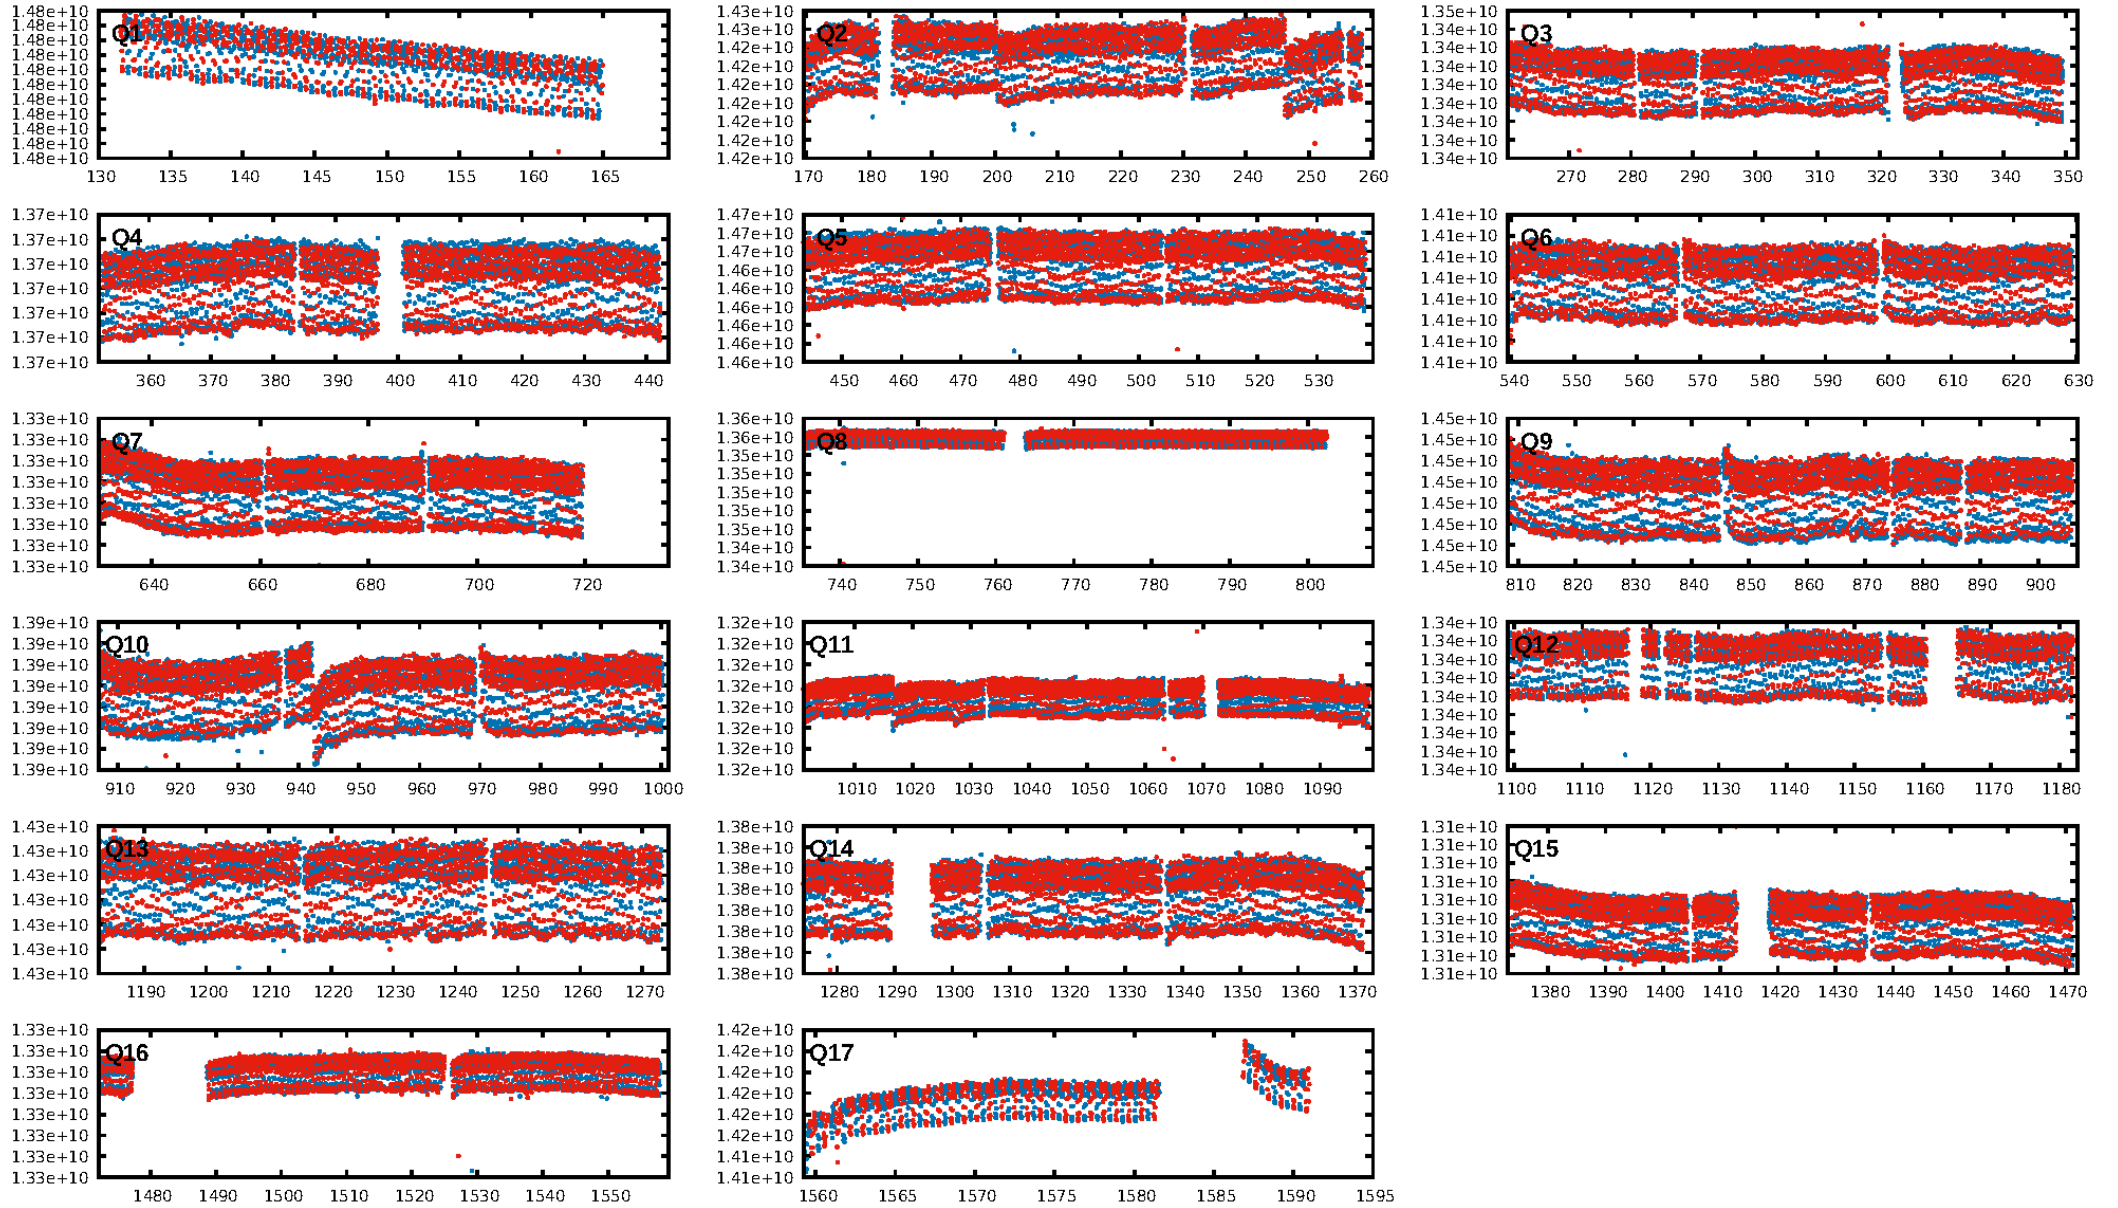 1.48e+10
1.48e+10
1.48e+10
1.48e+10
1.48e+10
1.48e+10
1.48e+10
1.48e+10
1.48e+10
1.48e+10
1.48e+10
Q1
130 135 140 145 150 155 160 165
1.43e+10
1.43e+10
1.42e+10
1.42e+10
1.42e+10
1.42e+10
1.42e+10
1.42e+10
1.42e+10
Q2
170 180 190 200 210 220 230 240 250 260
1.35e+10
1.34e+10
1.34e+10
1.34e+10
1.34e+10
1.34e+10
1.34e+10
1.34e+10
1.34e+10
Q3
270 280 290 300 310 320 330 340 350
1.37e+10
1.37e+10
1.37e+10
1.37e+10
1.37e+10
1.37e+10
1.37e+10
Q4
360 370 380 390 400 410 420 430 440
1.47e+10
1.47e+10
1.46e+10
1.46e+10
1.46e+10
1.46e+10
1.46e+10
1.46e+10
1.46e+10
Q5
450 460 470 480 490 500 510 520 530
1.41e+10
1.41e+10
1.41e+10
1.41e+10
1.41e+10
1.41e+10
1.41e+10
1.41e+10
Q6
540 550 560 570 580 590 600 610 620 630
1.33e+10
1.33e+10
1.33e+10
1.33e+10
1.33e+10
1.33e+10
1.33e+10
1.33e+10
Q7
640 660 680 700 720
1.36e+10
1.36e+10
1.35e+10
1.35e+10
1.35e+10
1.35e+10
1.35e+10
1.34e+10
1.34e+10
Q8
740 750 760 770 780 790 800
1.45e+10
1.45e+10
1.45e+10
1.45e+10
1.45e+10
1.45e+10
1.45e+10
1.45e+10
Q9
810 820 830 840 850 860 870 880 890 900
1.39e+10
1.39e+10
1.39e+10
1.39e+10
1.39e+10
1.39e+10
1.39e+10
1.39e+10
Q10
910 920 930 940 950 960 970 980 990 1000
1.32e+10
1.32e+10
1.32e+10
1.32e+10
1.32e+10
1.32e+10
1.32e+10
1.32e+10
Q11
1010 1020 1030 1040 1050 1060 1070 1080 1090
1.34e+10
1.34e+10
1.34e+10
1.34e+10
1.34e+10
1.34e+10
1.34e+10
1.34e+10
1.34e+10
Q12
1100 1110 1120 1130 1140 1150 1160 1170 1180
1.43e+10
1.43e+10
1.43e+10
1.43e+10
1.43e+10
1.43e+10
1.43e+10
Q13
1190 1200 1210 1220 1230 1240 1250 1260 1270
1.38e+10
1.38e+10
1.38e+10
1.38e+10
1.38e+10
1.38e+10
1.38e+10
1.38e+10
Q14
1280 1290 1300 1310 1320 1330 1340 1350 1360 1370
1.31e+10
1.31e+10
1.31e+10
1.31e+10
1.31e+10
1.31e+10
1.31e+10
1.31e+10
1.31e+10
Q15
1380 1390 1400 1410 1420 1430 1440 1450 1460 1470
1.33e+10
1.33e+10
1.33e+10
1.33e+10
1.33e+10
1.33e+10
1.33e+10
1.33e+10
Q16
1480 1490 1500 1510 1520 1530 1540 1550
1.42e+10
1.42e+10
1.42e+10
1.42e+10
1.42e+10
1.42e+10
1.41e+10
1.41e+10
Q17
1560 1565 1570 1575 1580 1585 1590 1595